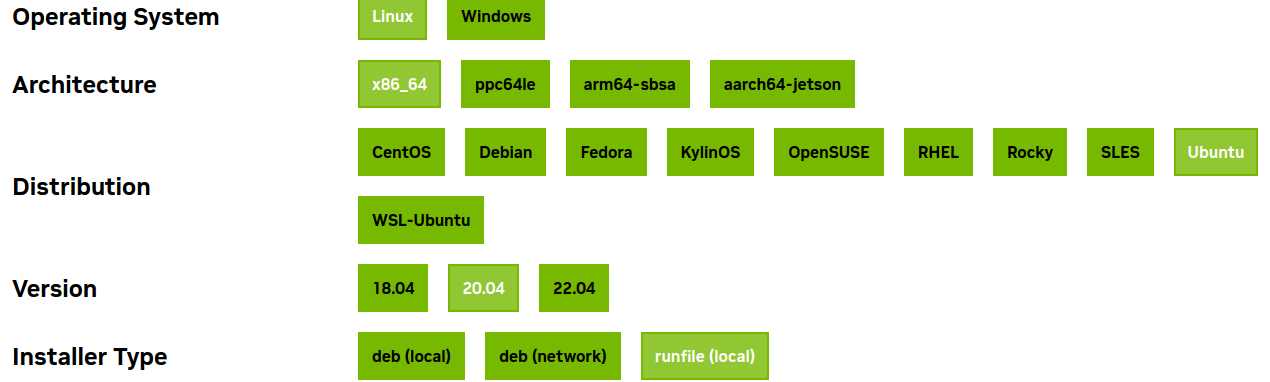 Operating System Linux Windows
Architecture x86_64 ppc64le arm64-sbsa aarch64-jetson
Distribution CentOS Debian Fedora KylinOS OpenSUSE RHEL Rocky SLES Ubuntu
WSL-Ubuntu
Version 18.04 20.04 22.04
Installer Type deb (local) deb (network) runfile (local)